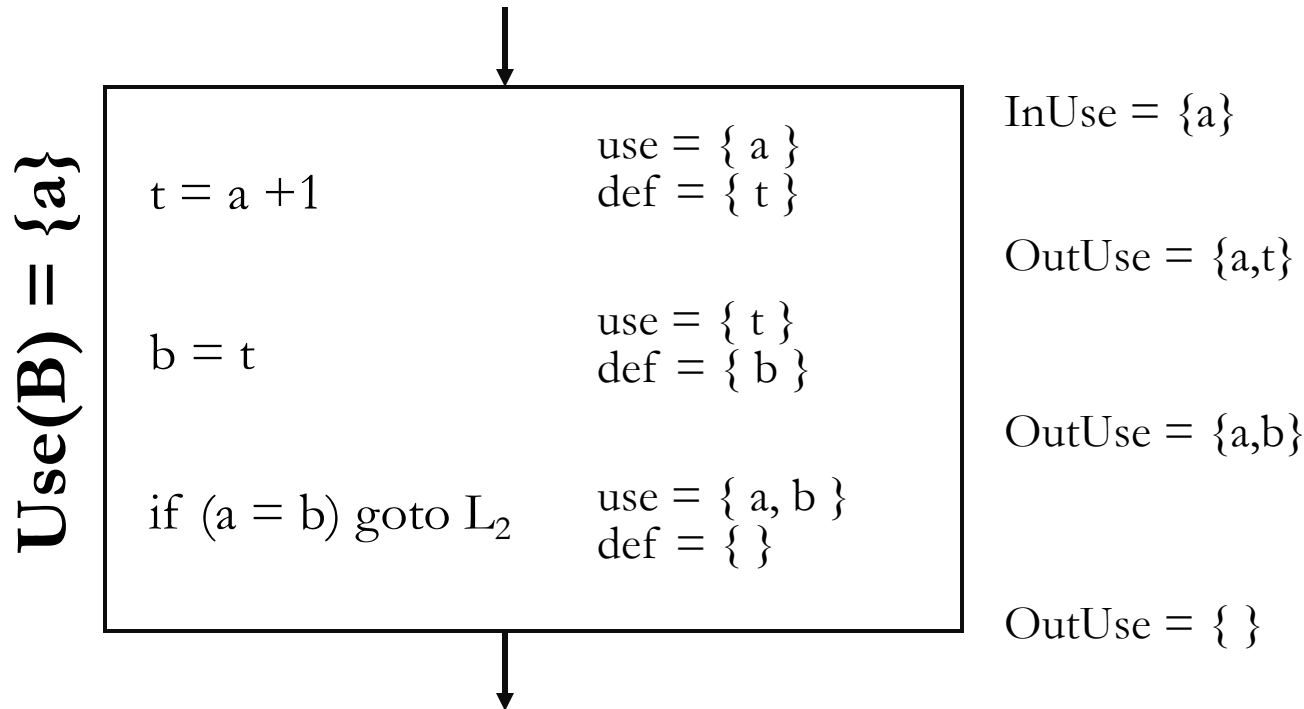 Use(B) = {a}
InUse = {a}
t = a +1
use = { a }
def = { t }
OutUse = {a,t}
b = t
use = { t }
def = { b }
OutUse = {a,b}
if (a = b) goto L₂
use = { a, b }
def = { }
OutUse = { }